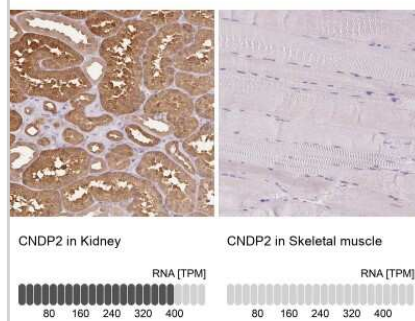 CNDP2 in Kidney
CNDP2 in Skeletal muscle
RNA [TPM]
RNA [TPM]
80 160 240 320 400
80 160 240 320 400